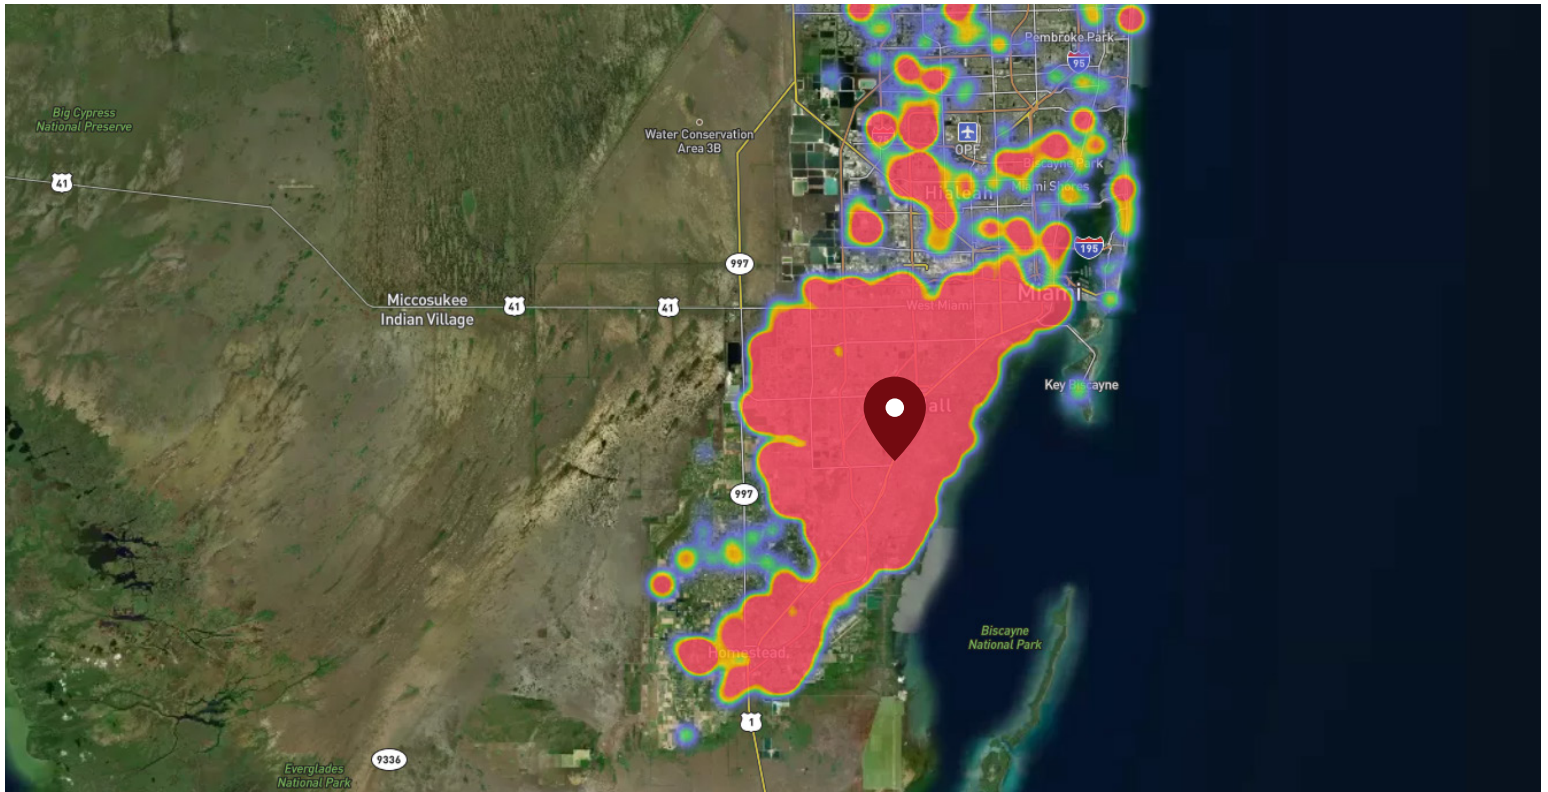 Pembroke Park
95
Big Cypress
National Preserve
Water Conservation
Area 3B
75
OPF
Biscayne Park
41
Hialeah
Miami Shores
195
997
Miami
Miccosukee
Indian Village
41
41
West Miami
Key Biscayne
all
997
Biscayne
National Park
Homestead
1
9336
Everglades
National Park